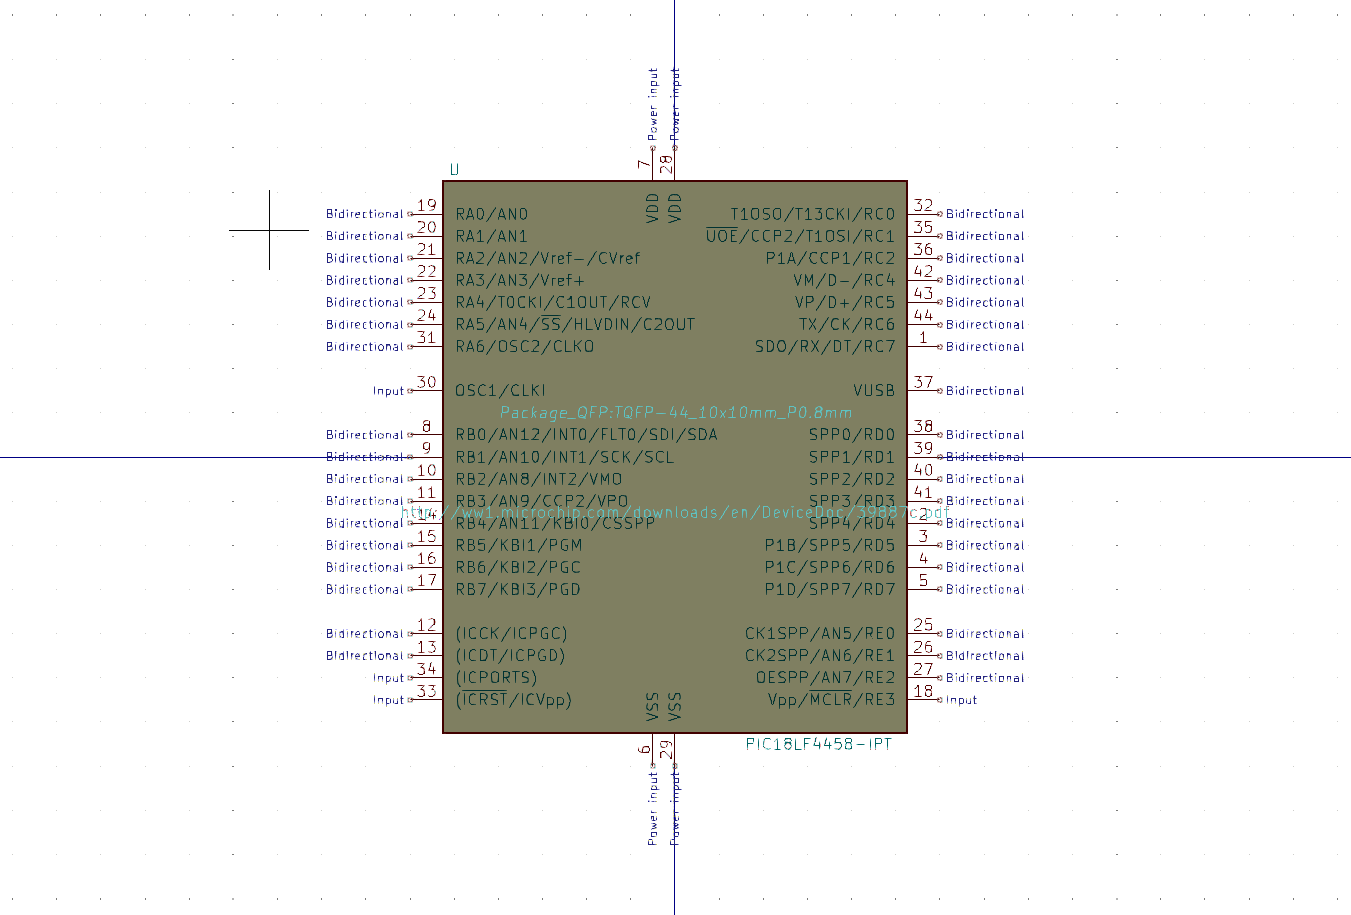 Power input Power input
7 28
U
VDD VDD
Bidirectional 19 RA0/AN0 T1OSO/T13CKI/RC0 32 Bidirectional
Bidirectional 20 RA1/AN1 UOE/CCP2/T1OSI/RC1 35 Bidirectional
Bidirectional 21 RA2/AN2/Vref-/CVref P1A/CCP1/RC2 36 Bidirectional
Bidirectional 22 RA3/AN3/Vref+ VM/D-/RC4 42 Bidirectional
Bidirectional 23 RA4/T0CKI/C1OUT/RCV VP/D+/RC5 43 Bidirectional
Bidirectional 24 RA5/AN4/SS/HLVDIN/C2OUT TX/CK/RC6 44 Bidirectional
Bidirectional 31 RA6/OSC2/CLKO SDO/RX/DT/RC7 1 Bidirectional
Input 30 OSC1/CLKI VUSB 37 Bidirectional
Package_QFP:TQFP-44_10x10mm_P0.8mm
Bidirectional 8 RB0/AN12/INT0/FLT0/SDI/SDA SPP0/RD0 38 Bidirectional
Bidirectional 9 RB1/AN10/INT1/SCK/SCL SPP1/RD1 39 Bidirectional
Bidirectional 10 RB2/AN8/INT2/VMO SPP2/RD2 40 Bidirectional
Bidirectional 11 RB3/AN9/CCP2/VPO SPP3/RD3 41 Bidirectional
http://ww1.microchip.com/downloads/en/DeviceDoc/39887c.pdf
Bidirectional 14 RB4/AN11/KBI0/CSSPP SPP4/RD4 2 Bidirectional
Bidirectional 15 RB5/KBI1/PGM P1B/SPP5/RD5 3 Bidirectional
Bidirectional 16 RB6/KBI2/PGC P1C/SPP6/RD6 4 Bidirectional
Bidirectional 17 RB7/KBI3/PGD P1D/SPP7/RD7 5 Bidirectional
Bidirectional 12 (ICCK/ICPGC) CK1SPP/AN5/RE0 25 Bidirectional
Bidirectional 13 (ICDT/ICPGD) CK2SPP/AN6/RE1 26 Bidirectional
Input 34 (ICPORTS) OESPP/AN7/RE2 27 Bidirectional
Input 33 (ICRST/ICVpp) Vpp/MCLR/RE3 18 Input
VSS VSS
6 29
PIC18LF4458-IPT
Power input Power input